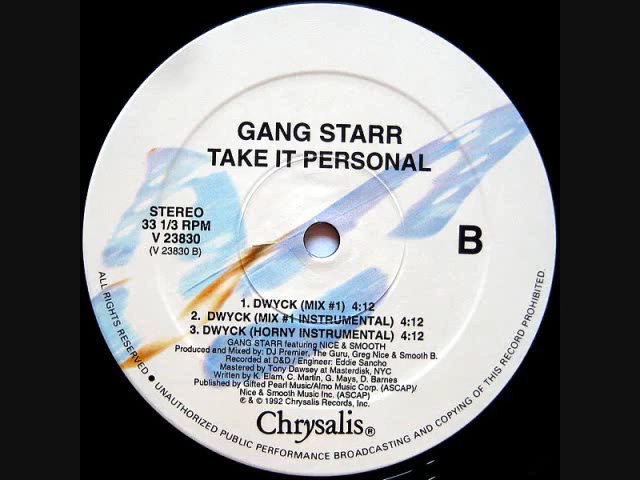 GANG STARR
TAKE IT PERSONAL
STEREO
33 1/3 RPM
V 23830
(V 23830 B)
B
1. DWYCK (MIX #1) 4:12
2. DWYCK (MIX #1 INSTRUMENTAL) 4:12
3. DWYCK (HORNY INSTRUMENTAL) 4:12
GANG STARR featuring NICE & SMOOTH
Produced and Mixed by: DJ Premier, The Guru, Greg Nice & Smooth B.
Recorded at D&D / Engineer: Eddie Sancho
Mastered by Tony Dawsey at Masterdisk, NYC
Written by K. Elam, C. Martin, G. Mays, D. Barnes
Published by Gifted Pearl Music/Almo Music Corp. (ASCAP)/
Nice & Smooth Music Inc. (ASCAP)
℗ & © 1992 Chrysalis Records, Inc.
Chrysalis®
ALL RIGHTS RESERVED • UNAUTHORIZED PUBLIC PERFORMANCE BROADCASTING AND COPYING OF THIS RECORD PROHIBITED.